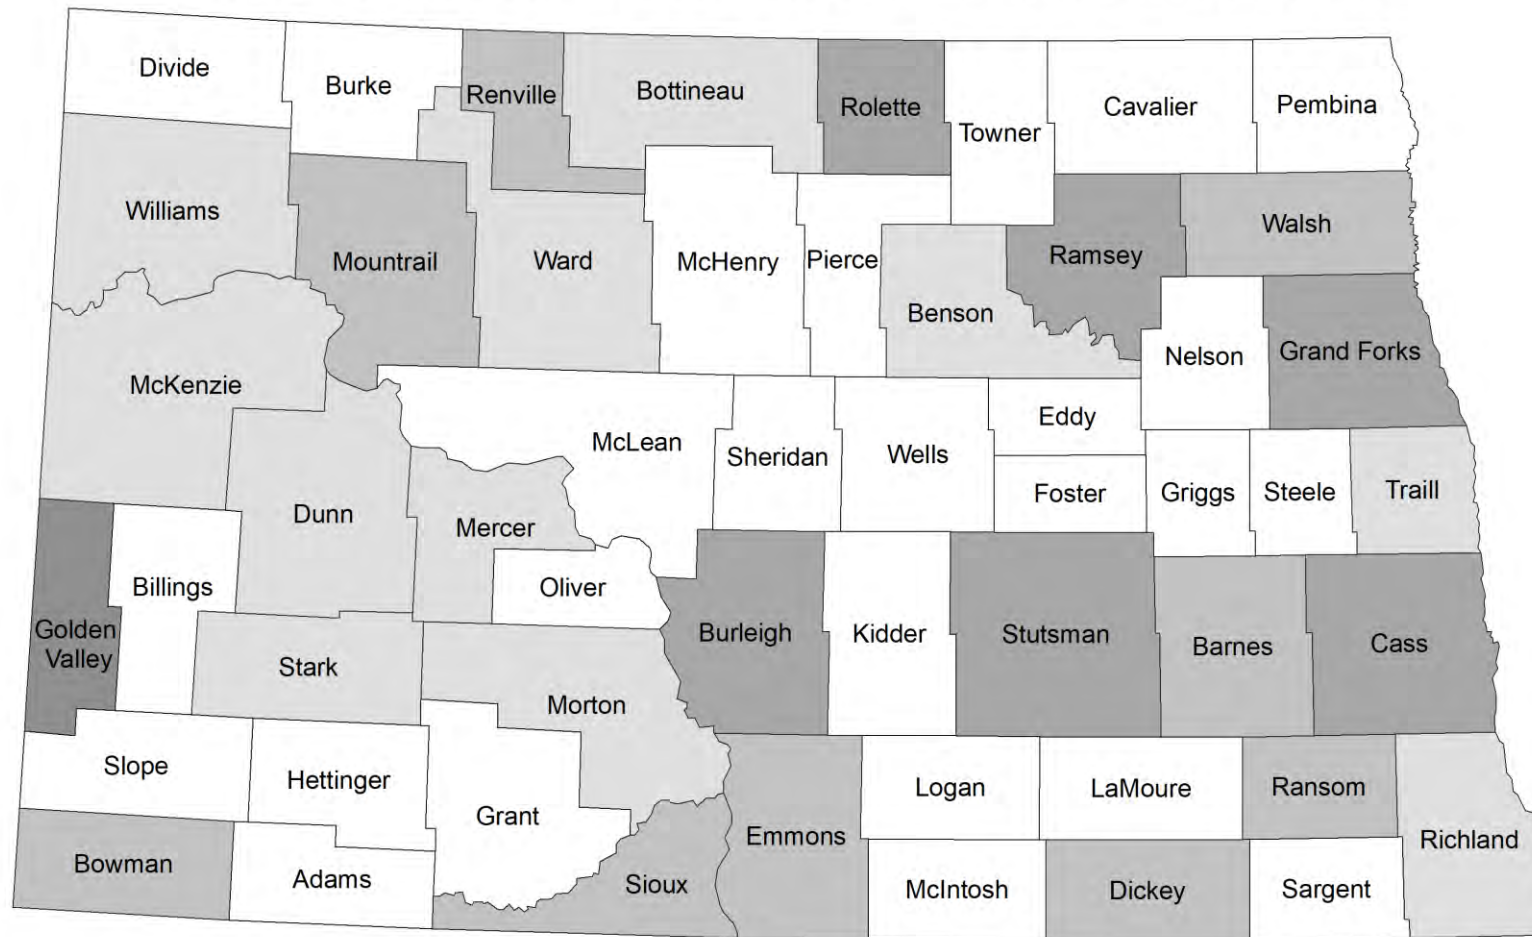 Divide
Burke
Renville
Bottineau
Rolette
Towner
Cavalier
Pembina
Williams
Mountrail
Ward
McHenry
Pierce
Benson
Ramsey
Walsh
Nelson
Grand Forks
McKenzie
Dunn
Mercer
McLean
Sheridan
Wells
Eddy
Foster
Griggs
Steele
Traill
Golden
Valley
Billings
Stark
Oliver
Morton
Burleigh
Kidder
Stutsman
Barnes
Cass
Slope
Hettinger
Grant
Bowman
Adams
Sioux
Emmons
Logan
LaMoure
Ransom
Richland
McIntosh
Dickey
Sargent